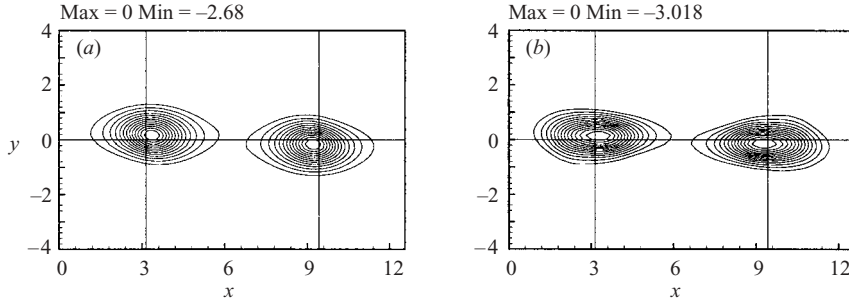 Max = 0 Min = –2.68
Max = 0 Min = –3.018
(a)
(b)
4
2
y
0
–2
–4
0
3
6
9
12
x
4
2
0
–2
–4
0
3
6
9
12
x